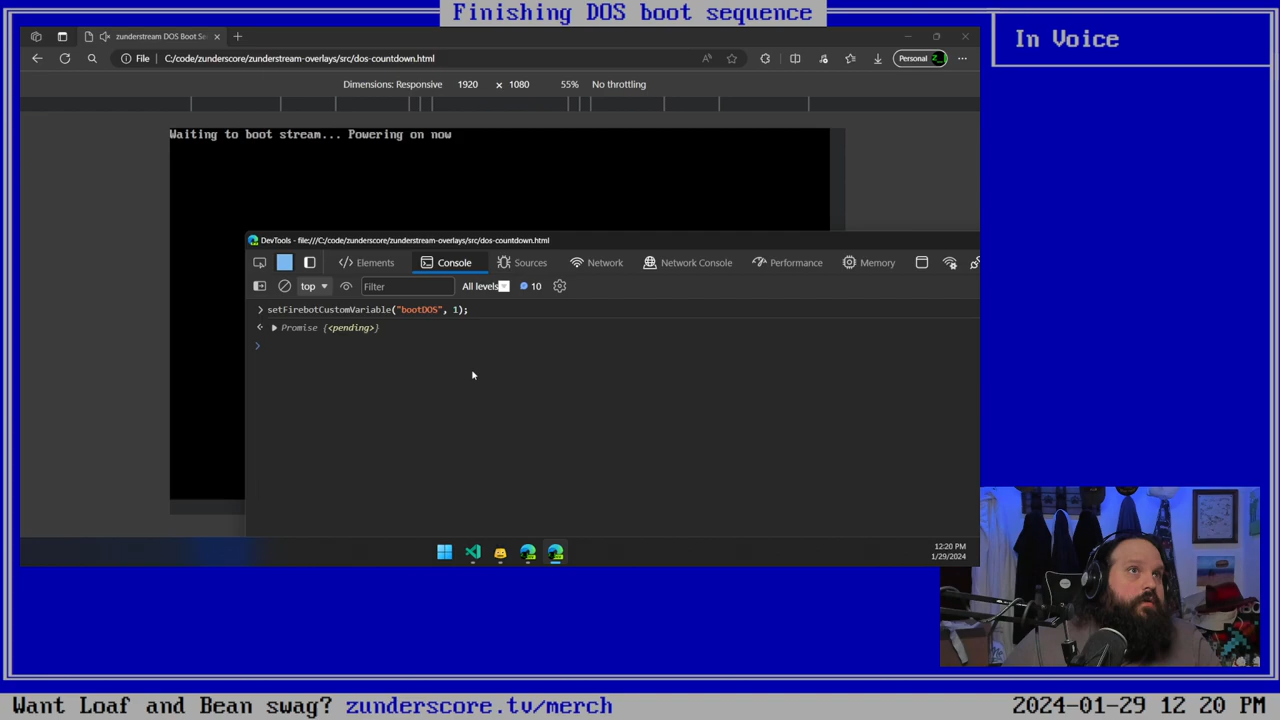 Finishing DOS boot sequence
In Voice
zunderstream DOS Boot Se
File C:/code/zunderscore/zunderstream-overlays/src/dos-countdown.html
Personal
Dimensions: Responsive 1920 × 1080 55% No throttling
Waiting to boot stream... Powering on now
DevTools - file:///C:/code/zunderscore/zunderstream-overlays/src/dos-countdown.html
Elements Console Sources Network Network Console Performance Memory
top Filter All levels 10
setFirebotCustomVariable("bootDOS", 1);
Promise {<pending>}
12:20 PM
1/29/2024
Want Loaf and Bean swag? zunderscore.tv/merch
2024-01-29 12 20 PM